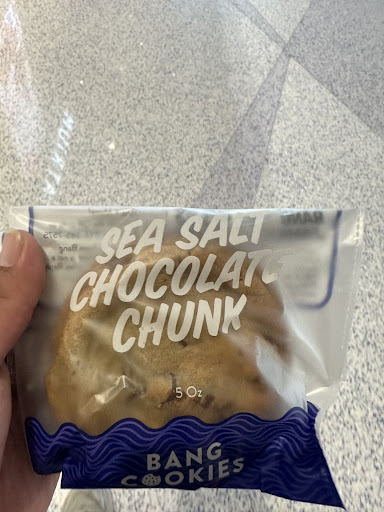 SEA SALT
CHOCOLATE
CHUNK
5 Oz
BANG
COOKIES